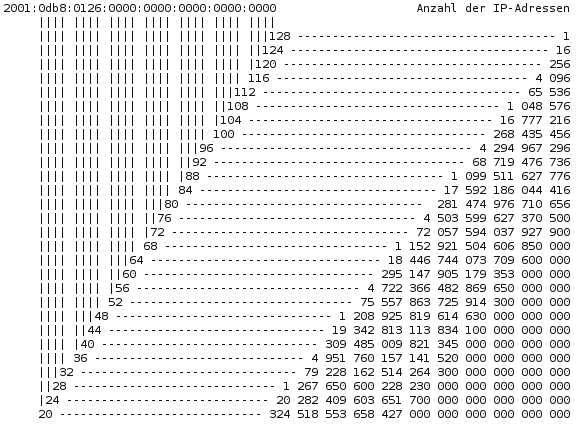 2001:0db8:0126:0000:0000:0000:0000:0000 Anzahl der IP-Adressen
128 1
124 16
120 256
116 4 096
112 65 536
108 1 048 576
104 16 777 216
100 268 435 456
96 4 294 967 296
92 68 719 476 736
88 1 099 511 627 776
84 17 592 186 044 416
80 281 474 976 710 656
76 4 503 599 627 370 500
72 72 057 594 037 927 900
68 1 152 921 504 606 850 000
64 18 446 744 073 709 600 000
60 295 147 905 179 353 000 000
56 4 722 366 482 869 650 000 000
52 75 557 863 725 914 300 000 000
48 1 208 925 819 614 630 000 000 000
44 19 342 813 113 834 100 000 000 000
40 309 485 009 821 345 000 000 000 000
36 4 951 760 157 141 520 000 000 000 000
32 79 228 162 514 264 300 000 000 000 000
28 1 267 650 600 228 230 000 000 000 000 000
24 20 282 409 603 651 700 000 000 000 000 000
20 324 518 553 658 427 000 000 000 000 000 000